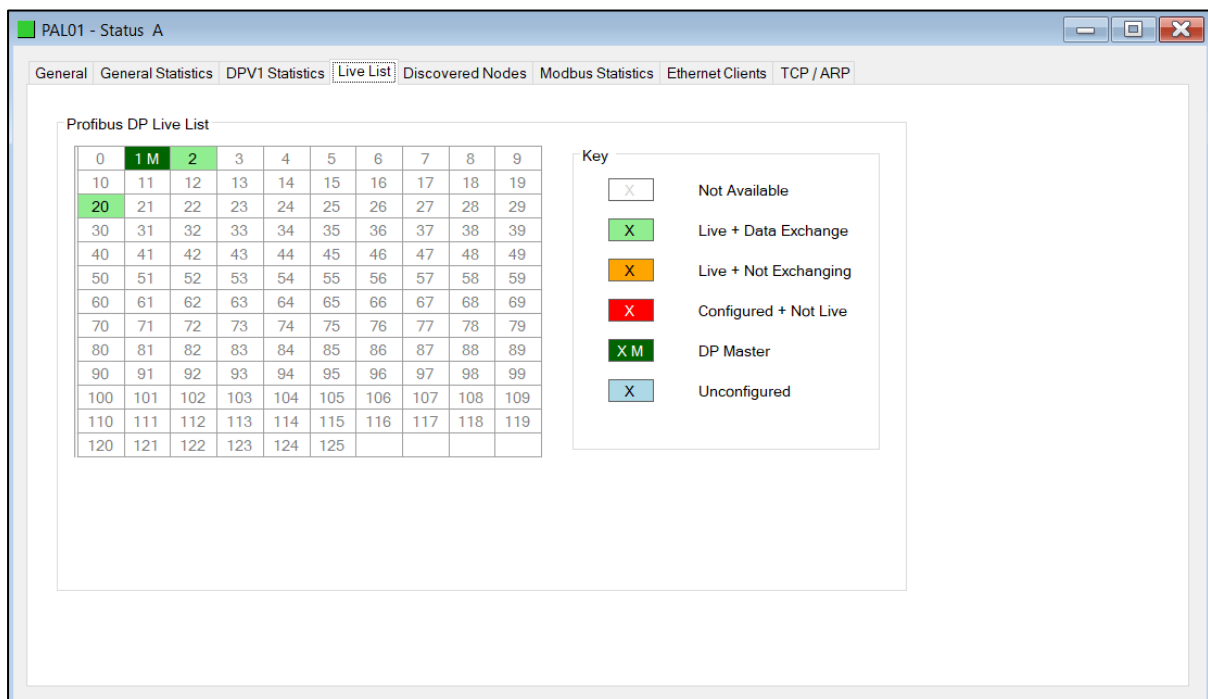 PAL01 - Status A
General General Statistics DPV1 Statistics Live List Discovered Nodes Modbus Statistics Ethernet Clients TCP / ARP
Profibus DP Live List
0 1 M 2 3 4 5 6 7 8 9
10 11 12 13 14 15 16 17 18 19
20 21 22 23 24 25 26 27 28 29
30 31 32 33 34 35 36 37 38 39
40 41 42 43 44 45 46 47 48 49
50 51 52 53 54 55 56 57 58 59
60 61 62 63 64 65 66 67 68 69
70 71 72 73 74 75 76 77 78 79
80 81 82 83 84 85 86 87 88 89
90 91 92 93 94 95 96 97 98 99
100 101 102 103 104 105 106 107 108 109
110 111 112 113 114 115 116 117 118 119
120 121 122 123 124 125
Key
X Not Available
X Live + Data Exchange
X Live + Not Exchanging
X Configured + Not Live
X M DP Master
X Unconfigured